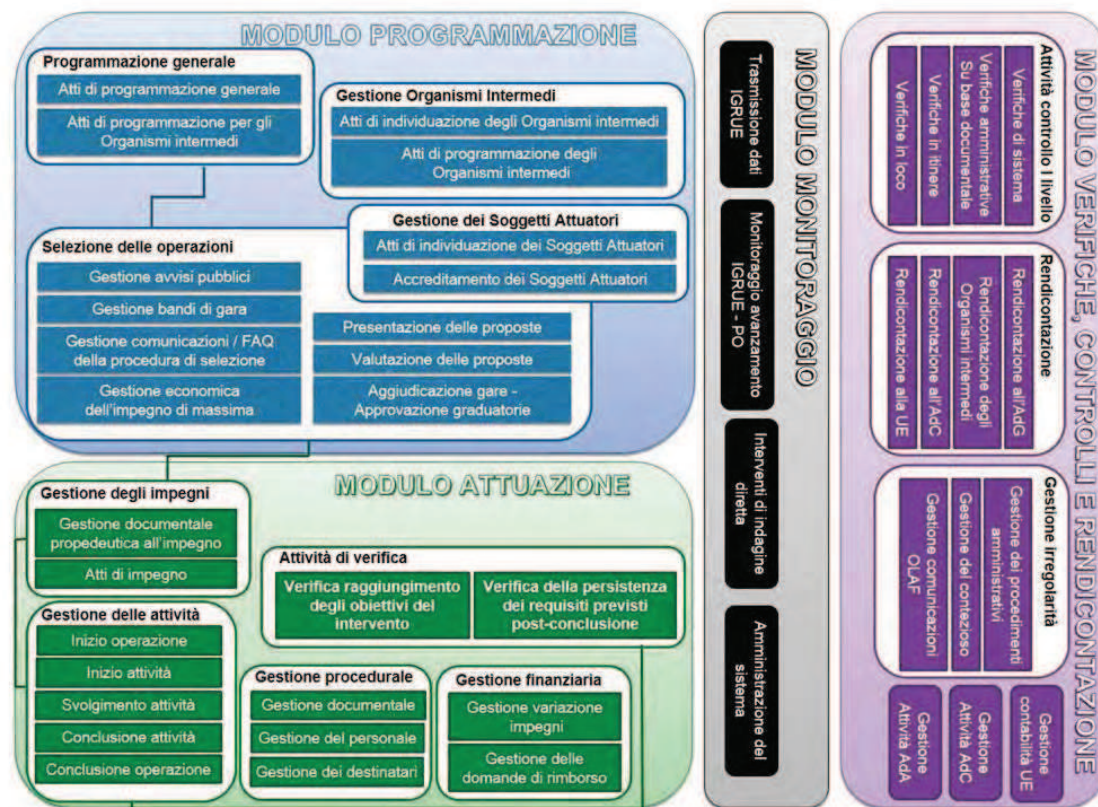 MODULO PROGRAMMAZIONE
Programmazione generale
Atti di programmazione generale
Atti di programmazione per gli
Organismi intermedi
Gestione Organismi Intermedi
Atti di individuazione degli Organismi intermedi
Atti di programmazione degli
Organismi intermedi
Gestione dei Soggetti Attuatori
Atti di individuazione dei Soggetti Attuatori
Accreditamento dei Soggetti Attuatori
Selezione delle operazioni
Gestione avvisi pubblici
Gestione bandi di gara
Gestione comunicazioni / FAQ
della procedura di selezione
Gestione economica
dell'impegno di massima
Presentazione delle proposte
Valutazione delle proposte
Aggiudicazione gare -
Approvazione graduatorie
MODULO ATTUAZIONE
Gestione degli impegni
Gestione documentale
propedeutica all'impegno
Atti di impegno
Attività di verifica
Verifica raggiungimento
degli obiettivi del
intervento
Verifica della persistenza
dei requisiti previsti
post-conclusione
Gestione delle attività
Inizio operazione
Inizio attività
Svolgimento attività
Conclusione attività
Conclusione operazione
Gestione procedurale
Gestione documentale
Gestione del personale
Gestione dei destinatari
Gestione finanziaria
Gestione variazione
impegni
Gestione delle
domande di rimborso
MODULO MONITORAGGIO
Trasmissione dati
IGRUE
Monitoraggio avanzamento
IGRUE - PO
Interventi di indagine
diretta
Amministrazione del
sistema
MODULO VERIFICHE, CONTROLLI E RENDICONTAZIONE
Attività controllo I livello
Verifiche di sistema
Verifiche amministrative
Su base documentale
Verifiche in itinere
Verifiche in loco
Rendicontazione
Rendicontazione all'AdG
Rendicontazione degli
Organismi intermedi
Rendicontazione all'AdC
Rendicontazione alla UE
Gestione irregolarità
Gestione dei procedimenti
amministrativi
Gestione del contezioso
Gestione comunicazioni
OLAF
Gestione
contabilità UE
Gestione
Attività AdC
Gestione
Attività AdA